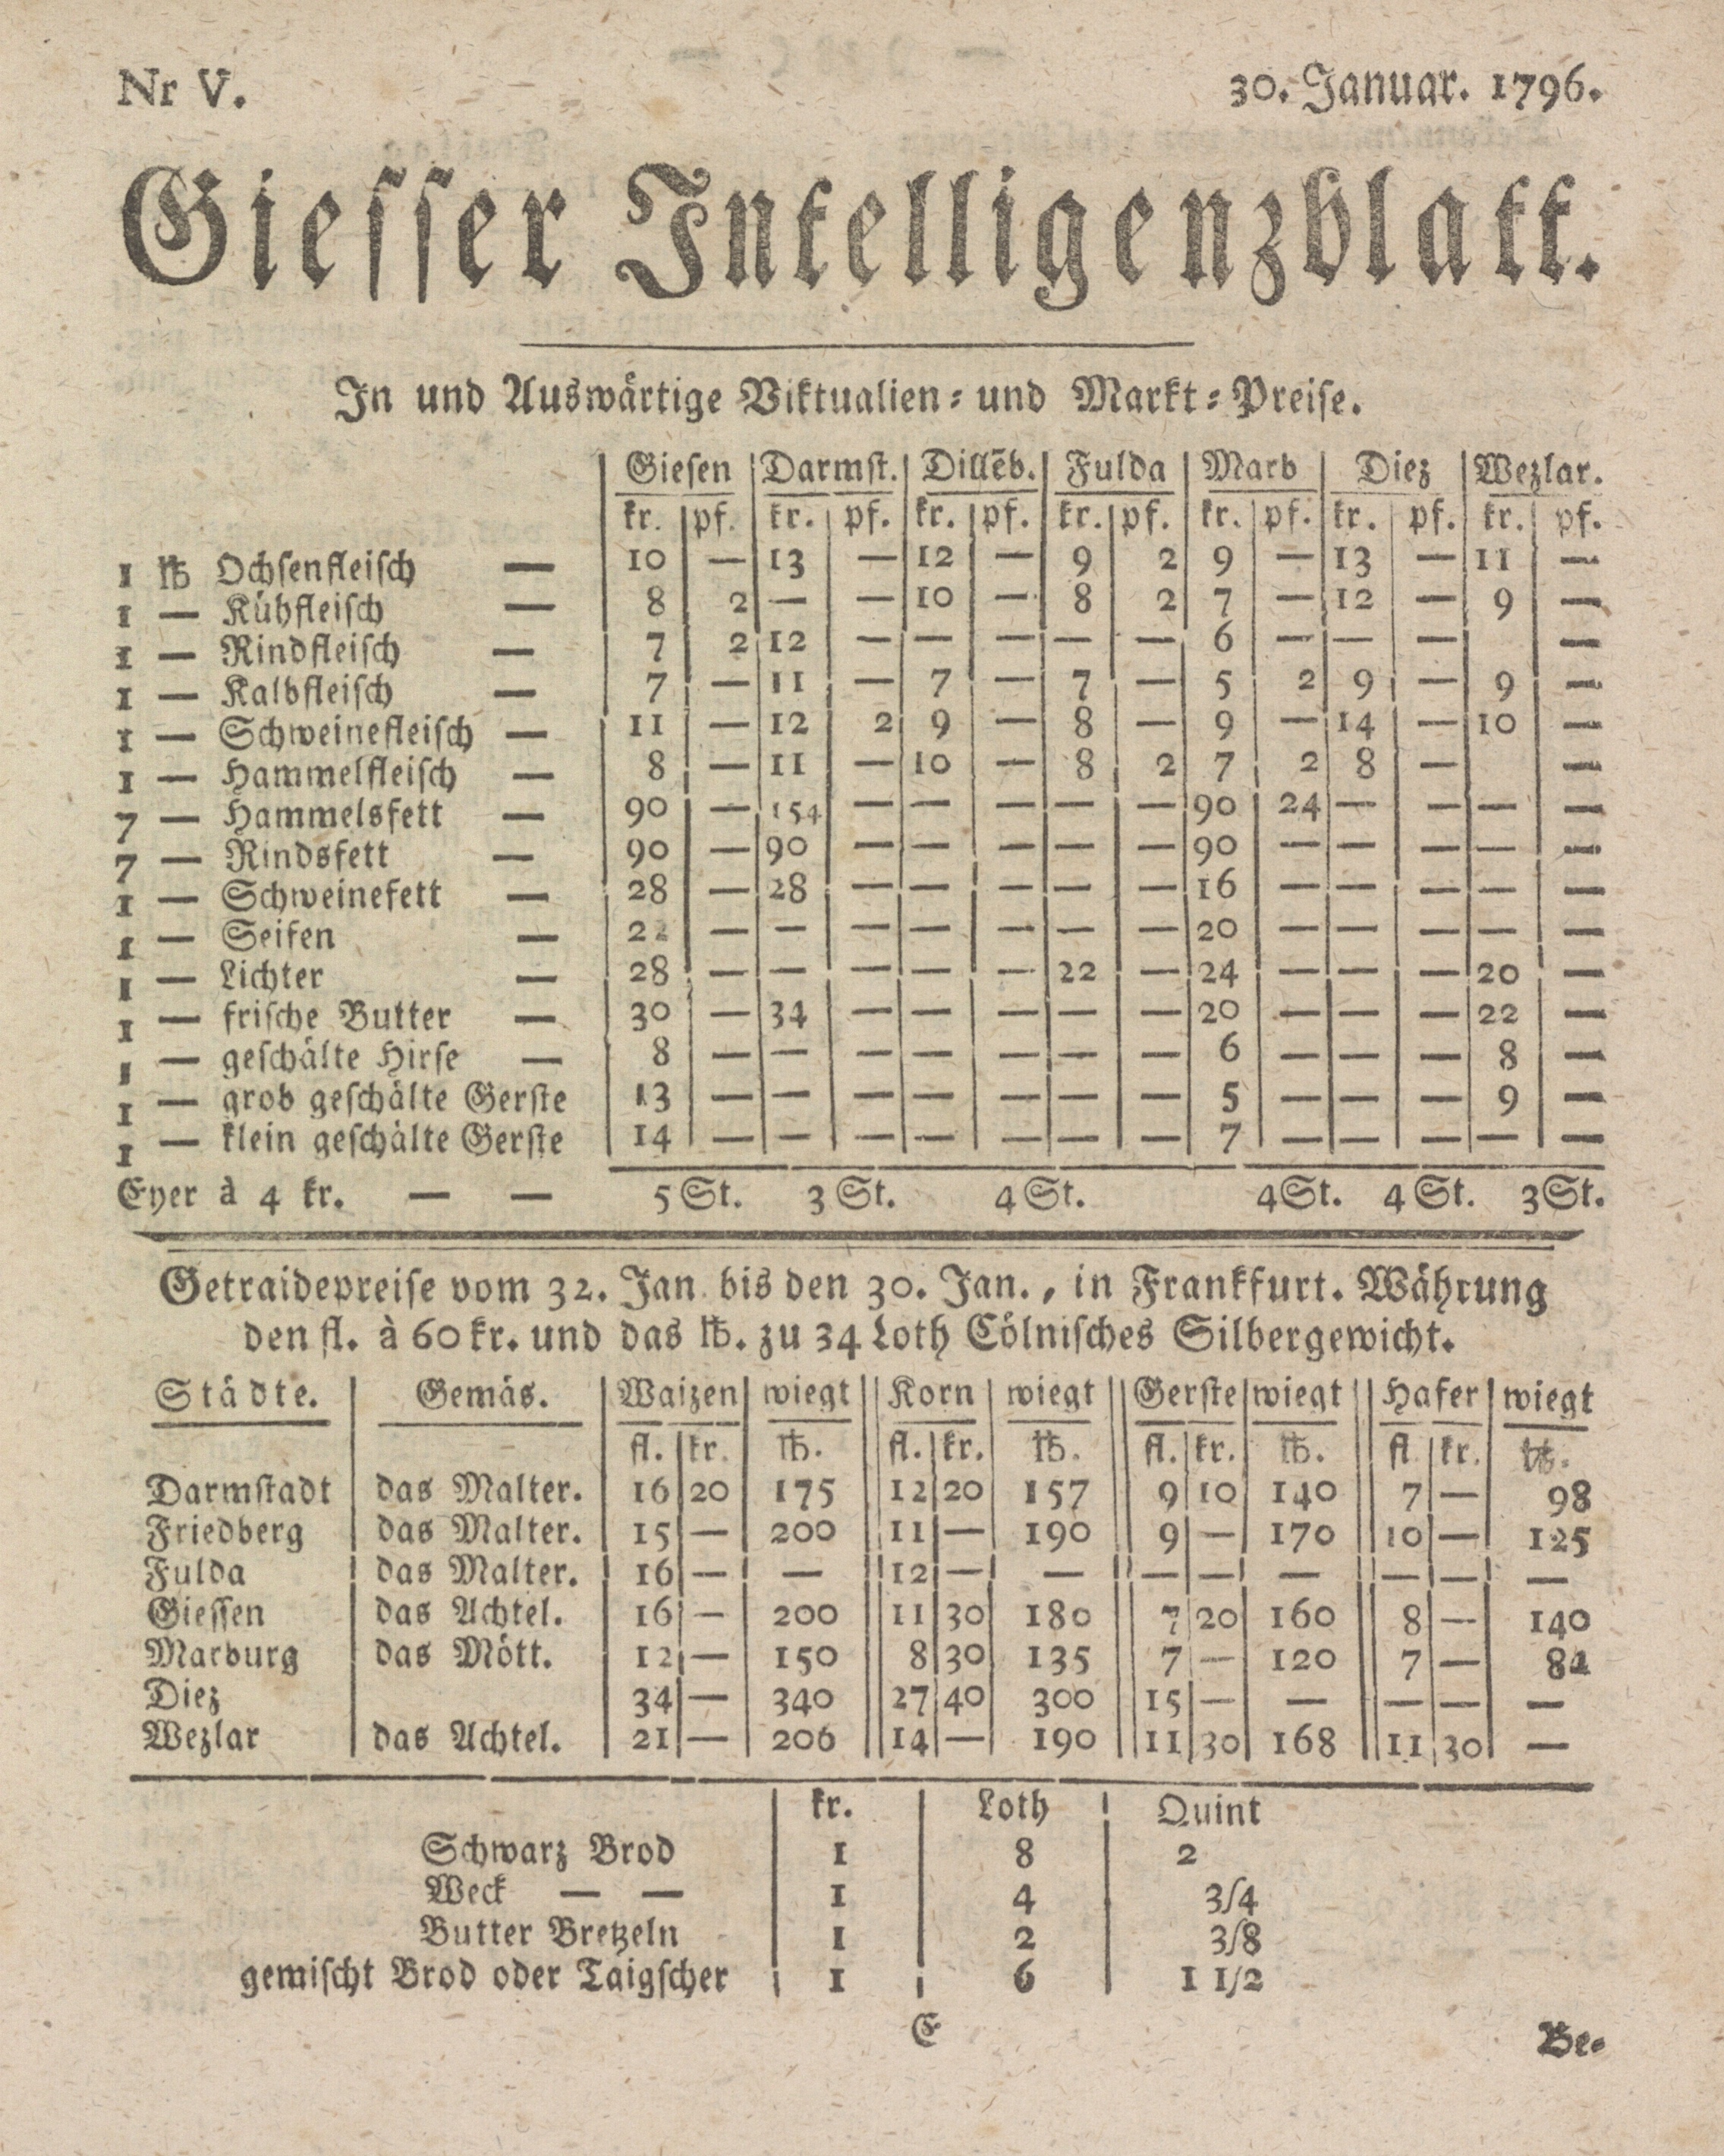 Nr V. 30. Januar. 1796.
Giesser Intelligenzblatt.
In und Auswärtige Viktualien- und Markt-Preise.
Giesen Darmst. Dillēb. Fulda Marb Diez Wezlar.
kr. pf. kr. pf. kr. pf. kr. pf. kr. pf. kr. pf. kr. pf.
1 ℔ Ochsenfleisch — 10 — 13 — 12 — 9 2 9 — 13 — 11 —
1 — Kühfleisch — 8 2 — — 10 — 8 2 7 — 12 — 9 —
1 — Rindfleisch — 7 2 12 — — — — — 6 — — — —
1 — Kalbfleisch — 7 — 11 — 7 — 7 — 5 2 9 — 9 —
1 — Schweinefleisch — 11 — 12 2 9 — 8 — 9 — 14 — 10 —
1 — Hammelfleisch — 8 — 11 — 10 — 8 2 7 2 8 — —
7 — Hammelsfett — 90 — 154 — — — — — 90 24 — — — —
7 — Rindsfett — 90 — 90 — — — — — 90 — — — — —
1 — Schweinefett — 28 — 28 — — — — — 16 — — — — —
1 — Seifen — 22 — — — — — — — 20 — — — — —
1 — Lichter — 28 — — — — — 22 — 24 — — — 20 —
1 — frische Butter — 30 — 34 — — — — — 20 — — — 22 —
1 — geschälte Hirse — 8 — — — — — — — 6 — — — 8 —
1 — grob geschälte Gerste 13 — — — — — — — 5 — — — 9 —
1 — klein geschälte Gerste 14 — — — — — — — 7 — — — — —
Eyer à 4 kr. — — 5 St. 3 St. 4 St. 4 St. 4 St. 3 St.
Getraidepreise vom 32. Jan. bis den 30. Jan., in Frankfurt. Währung
den fl. à 60 kr. und das ℔. zu 34 Loth Cölnisches Silbergewicht.
Städte. Gemäs. Waizen wiegt Korn wiegt Gerste wiegt Hafer wiegt
fl. kr. ℔. fl. kr. ℔. fl. kr. ℔. fl kr. ℔.
Darmstadt das Malter. 16 20 175 12 20 157 9 10 140 7 — 98
Friedberg das Malter. 15 — 200 11 — 190 9 — 170 10 — 125
Fulda das Malter. 16 — — 12 — — — — — — — —
Giessen das Achtel. 16 — 200 11 30 180 7 20 160 8 — 140
Marburg das Mött. 12 — 150 8 30 135 7 — 120 7 — 82
Diez 34 — 340 27 40 300 15 — — — — —
Wezlar das Achtel. 21 — 206 14 — 190 11 30 168 11 30 —
kr. Loth Quint
Schwarz Brod 1 8 2
Weck — — 1 4 3/4
Butter Bretzeln 1 2 3/8
gemischt Brod oder Taigscher 1 6 1 1/2
E
Be-